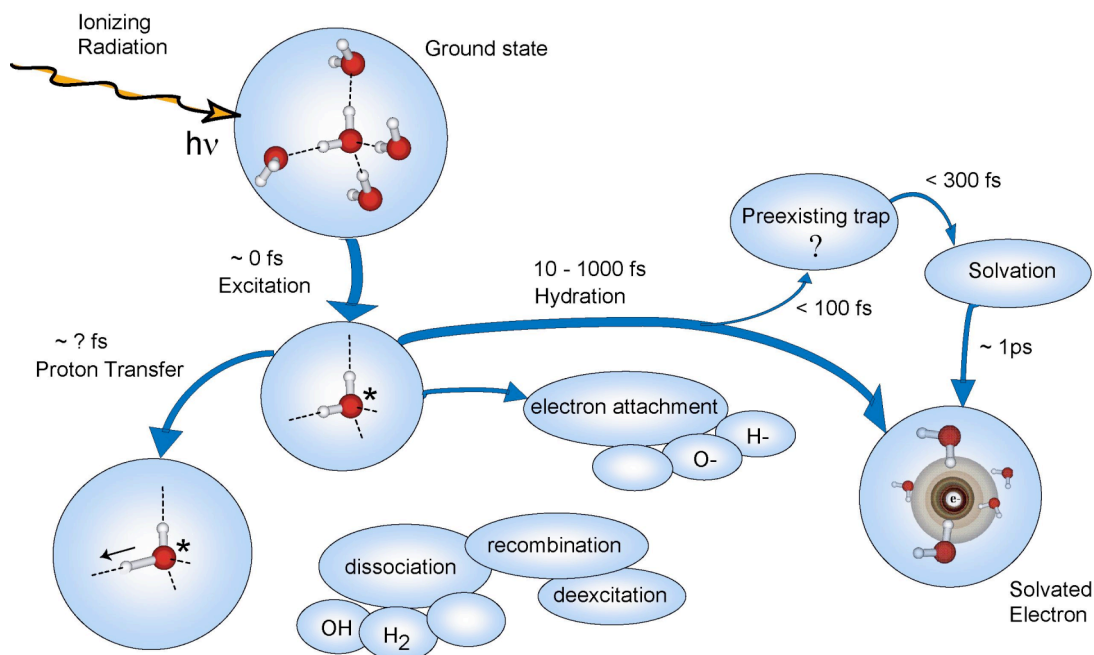 Ionizing
Radiation
hν
Ground state
~ 0 fs
Excitation
~ ? fs
Proton Transfer
*
*
10 - 1000 fs
Hydration
< 100 fs
Preexisting trap
?
< 300 fs
Solvation
~ 1ps
electron attachment
O-
H-
dissociation
recombination
deexcitation
OH
H2
e-
Solvated
Electron